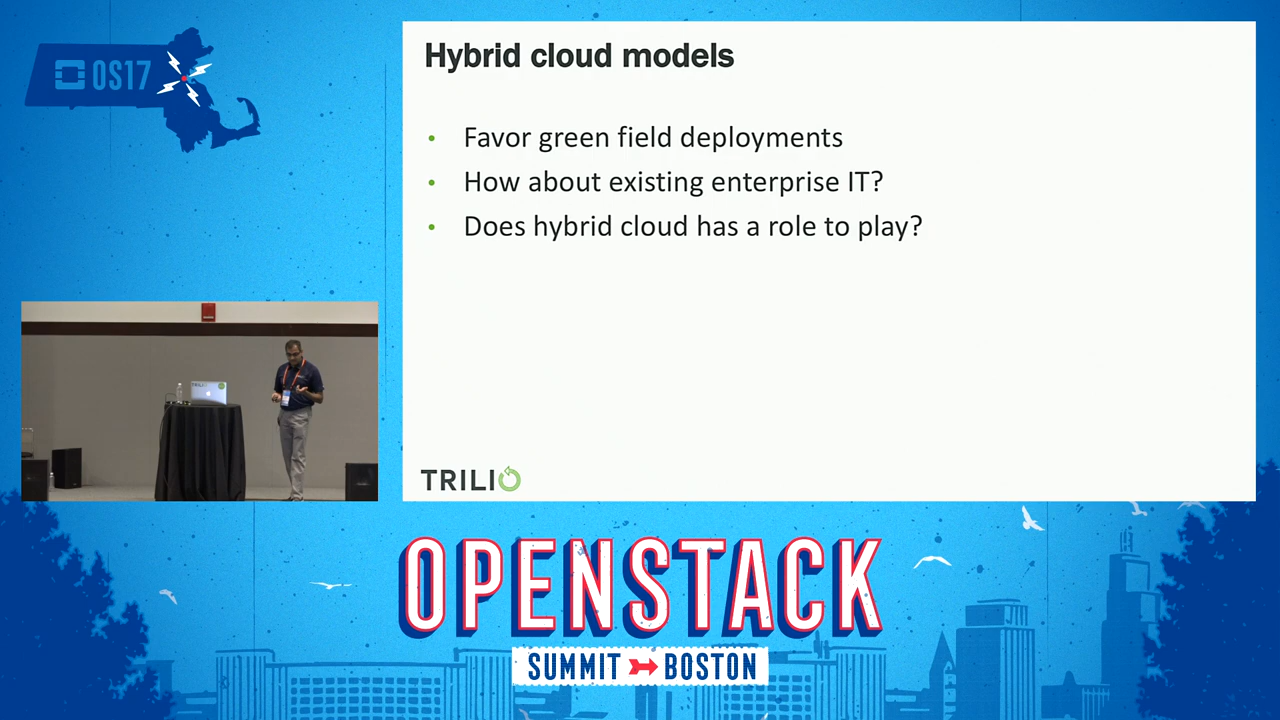 OS17
Hybrid cloud models
• Favor green field deployments
• How about existing enterprise IT?
• Does hybrid cloud has a role to play?
TRILIO
TRILIO
OPENSTACK
SUMMIT BOSTON